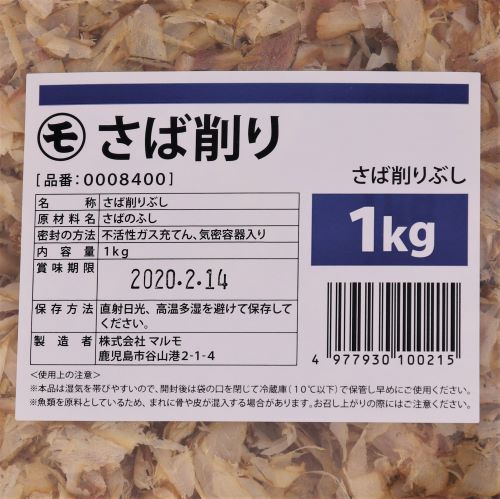 モ さば削り
[品番:0008400]
さば削りぶし
1kg
名称 さば削りぶし
原材料名 さばのふし
密封の方法 不活性ガス充てん、気密容器入り
内容量 1kg
賞味期限 2020.2.14
保存方法 直射日光、高温多湿を避けて保存して
ください。
製造者 株式会社 マルモ
鹿児島市谷山港2-1-4
4 977930 100215
<使用上の注意>
※本品は湿気を帯びやすいので、開封後は袋の口を閉じて冷蔵庫(10℃以下)で保管し早めにご使用ください。
※魚類を原料としているため、まれに骨や皮が混入する場合があります。お召し上がりの際にはご注意ください。